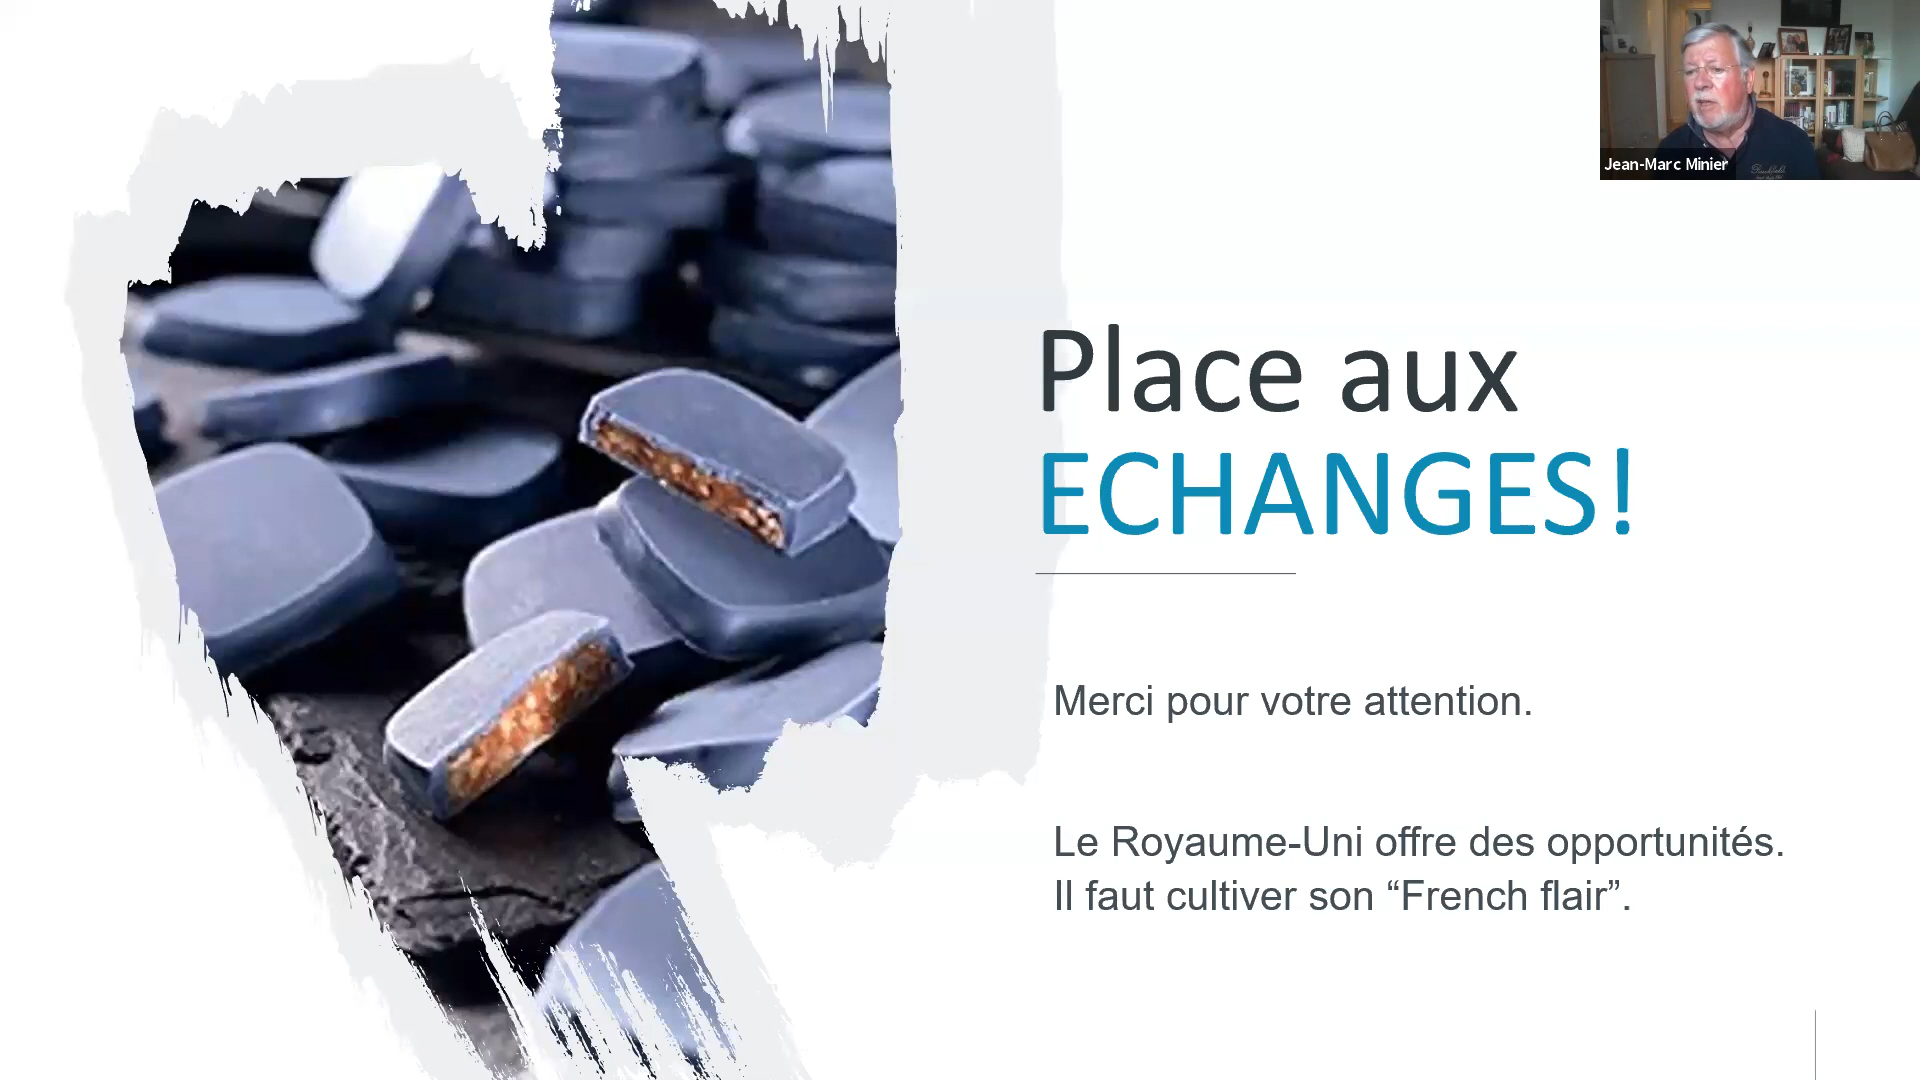 Jean-Marc Minier
Place aux
ECHANGES!
Merci pour votre attention.
Le Royaume-Uni offre des opportunités.
Il faut cultiver son “French flair”.